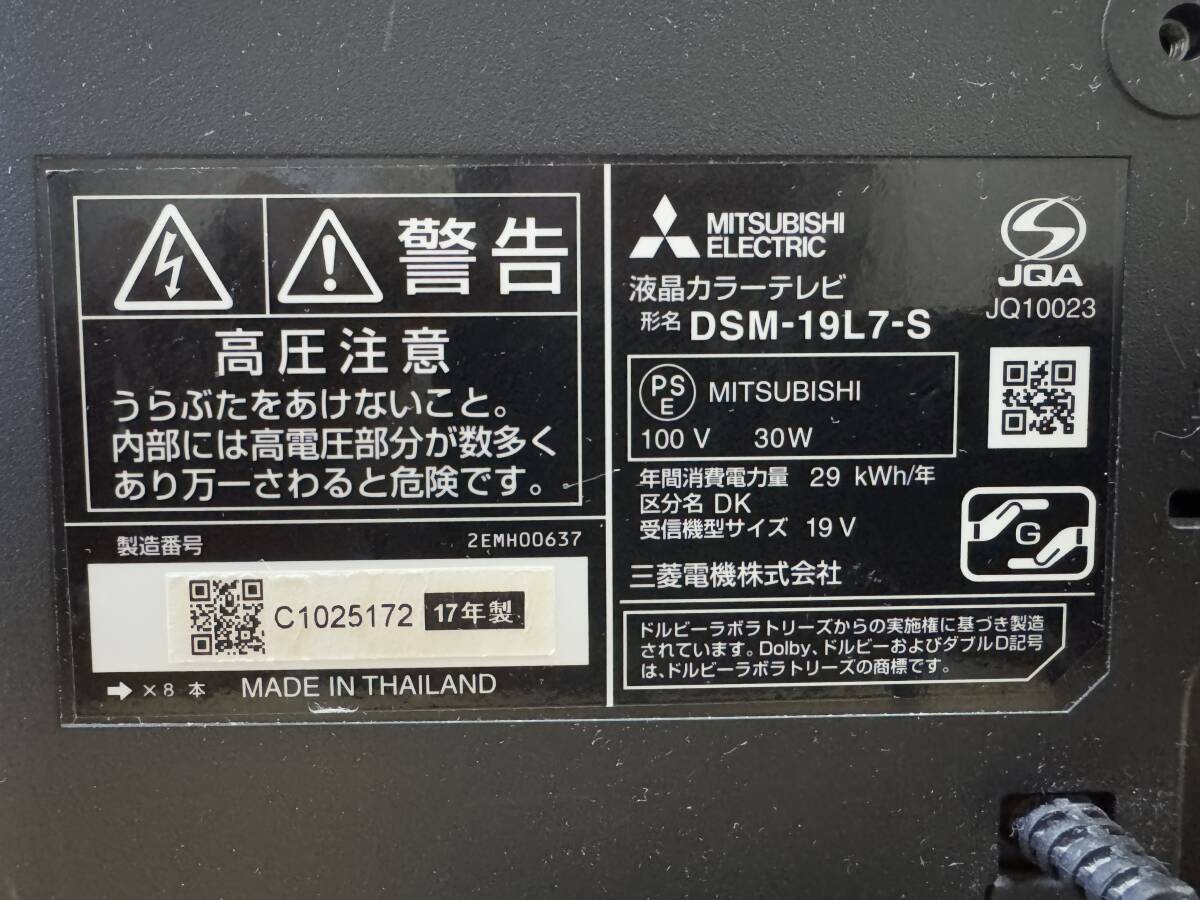 警告
高圧注意
うらぶたをあけないこと。
内部には高電圧部分が数多く
あり万一さわると危険です。
製造番号 2EMH00637
C1025172 17年製
➡ ×8 本 MADE IN THAILAND
MITSUBISHI
ELECTRIC
液晶カラーテレビ
形名 DSM-19L7-S
JQA
JQ10023
PS
E
MITSUBISHI
100 V 30W
年間消費電力量 29 kWh/年
区分名 DK
受信機型サイズ 19 V
G
三菱電機株式会社
ドルビーラボラトリーズからの実施権に基づき製造
されています。Dolby、ドルビーおよびダブルD記号
は、ドルビーラボラトリーズの商標です。